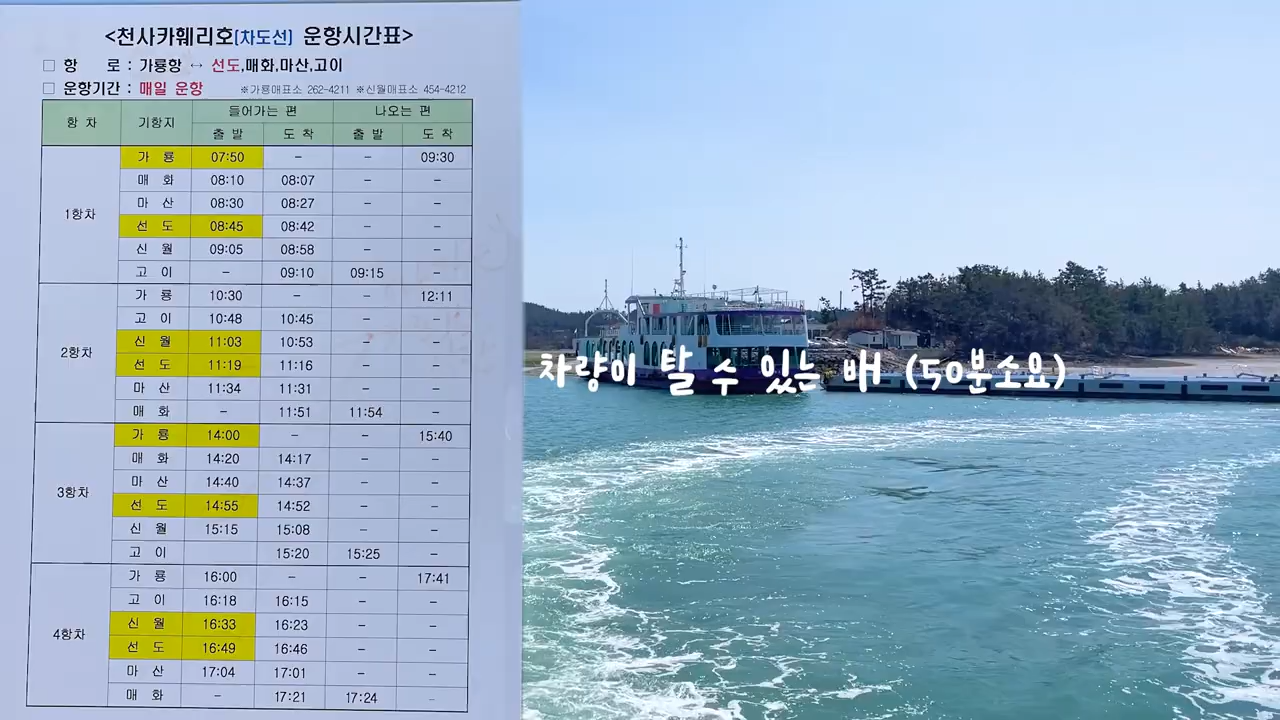 <천사카훼리호(차도선) 운항시간표>
□ 항 로 : 가룡항 ↔ 선도,매화,마산,고이
□ 운항기간 : 매일 운항 ※가룡매표소 262-4211 ※신월매표소 454-4212
항 차 기항지 들어가는 편 나오는 편
출 발 도 착 출 발 도 착
1항차
가 룡 07:50 - - 09:30
매 화 08:10 08:07 - -
마 산 08:30 08:27 - -
선 도 08:45 08:42 - -
신 월 09:05 08:58 - -
고 이 - 09:10 09:15 -
2항차
가 룡 10:30 - - 12:11
고 이 10:48 10:45 - -
신 월 11:03 10:53 - -
선 도 11:19 11:16 - -
마 산 11:34 11:31 - -
매 화 - 11:51 11:54 -
3항차
가 룡 14:00 - - 15:40
매 화 14:20 14:17 - -
마 산 14:40 14:37 - -
선 도 14:55 14:52 - -
신 월 15:15 15:08 - -
고 이 15:20 15:25 -
4항차
가 룡 16:00 - - 17:41
고 이 16:18 16:15 - -
신 월 16:33 16:23 - -
선 도 16:49 16:46 - -
마 산 17:04 17:01 - -
매 화 - 17:21 17:24 -
차량이 탈 수 있는 배 (50분소요)